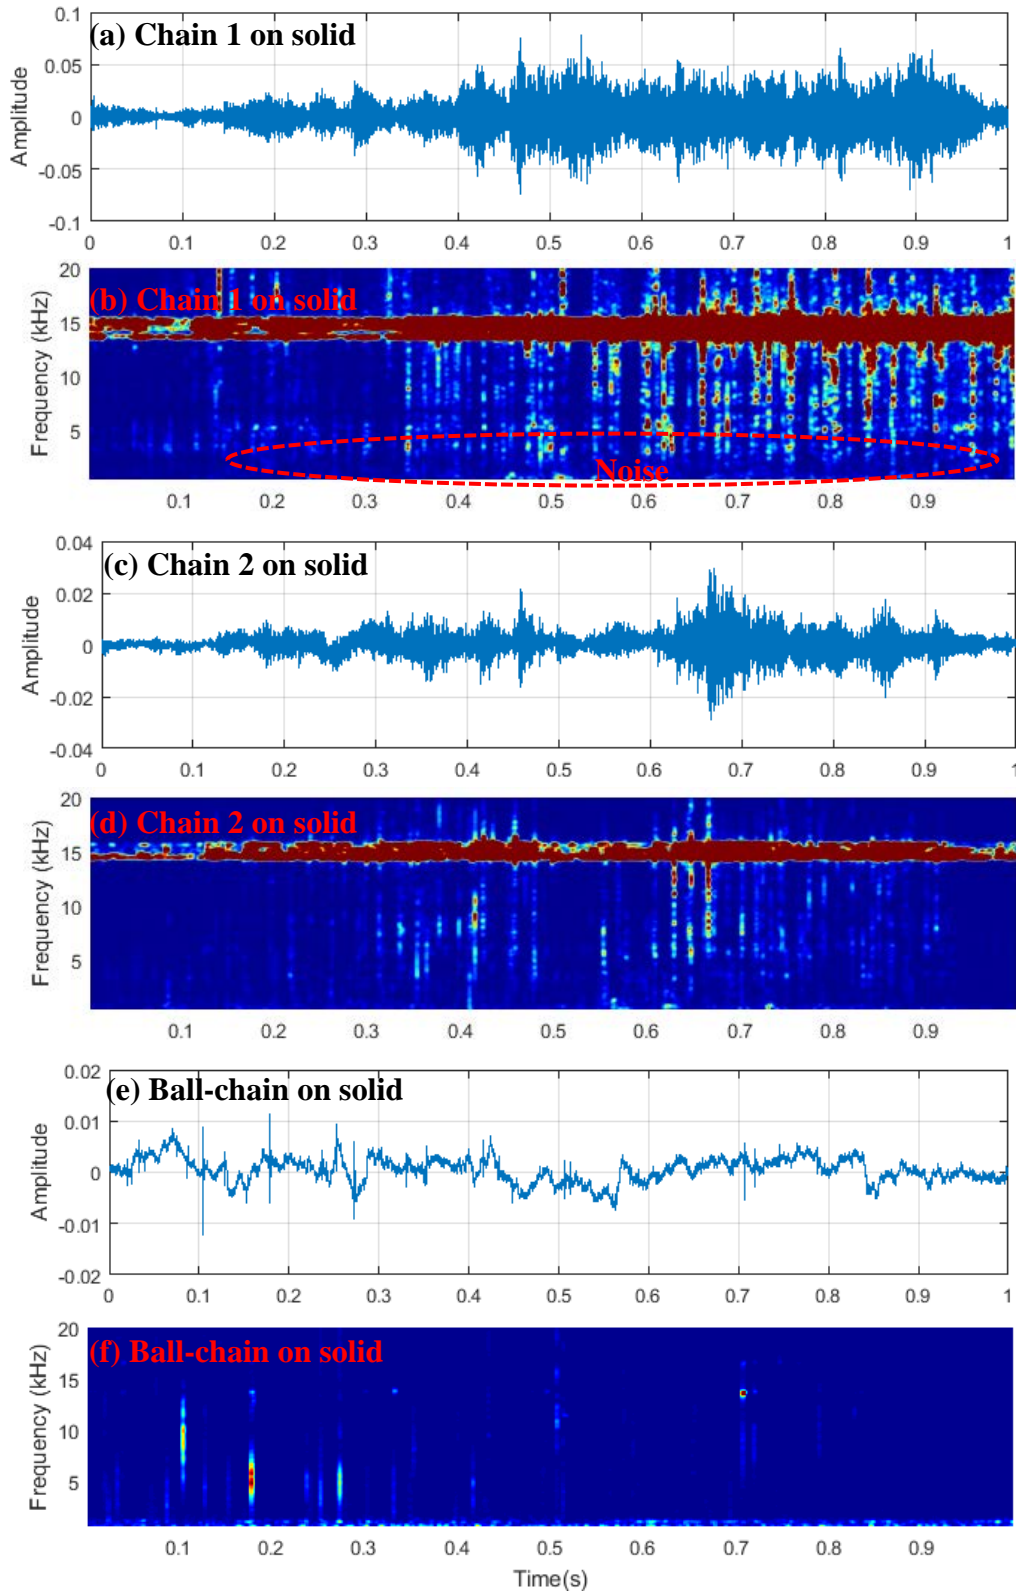 (a) Chain 1 on solid
Amplitude
0.1
0.05
0
-0.05
-0.1
0 0.1 0.2 0.3 0.4 0.5 0.6 0.7 0.8 0.9 1
(b) Chain 1 on solid
Frequency (kHz)
20
15
10
5
Noise
0.1 0.2 0.3 0.4 0.5 0.6 0.7 0.8 0.9
(c) Chain 2 on solid
Amplitude
0.04
0.02
0
-0.02
-0.04
0 0.1 0.2 0.3 0.4 0.5 0.6 0.7 0.8 0.9 1
(d) Chain 2 on solid
Frequency (kHz)
20
15
10
5
0.1 0.2 0.3 0.4 0.5 0.6 0.7 0.8 0.9
(e) Ball-chain on solid
Amplitude
0.02
0.01
0
-0.01
-0.02
0 0.1 0.2 0.3 0.4 0.5 0.6 0.7 0.8 0.9 1
(f) Ball-chain on solid
Frequency (kHz)
20
15
10
5
0.1 0.2 0.3 0.4 0.5 0.6 0.7 0.8 0.9
Time(s)